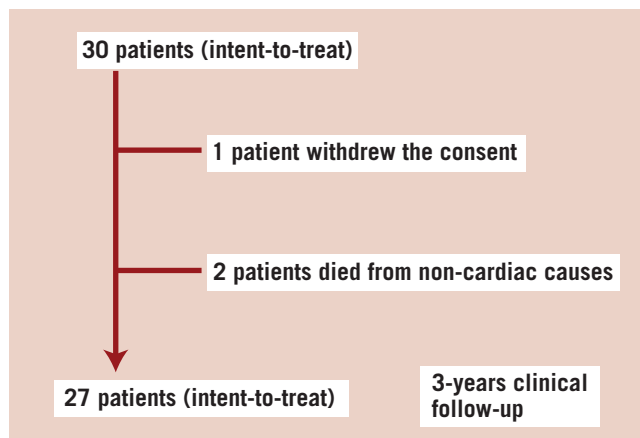 30 patients (intent-to-treat)
1 patient withdrew the consent
2 patients died from non-cardiac causes
27 patients (intent-to-treat)
3-years clinical
follow-up